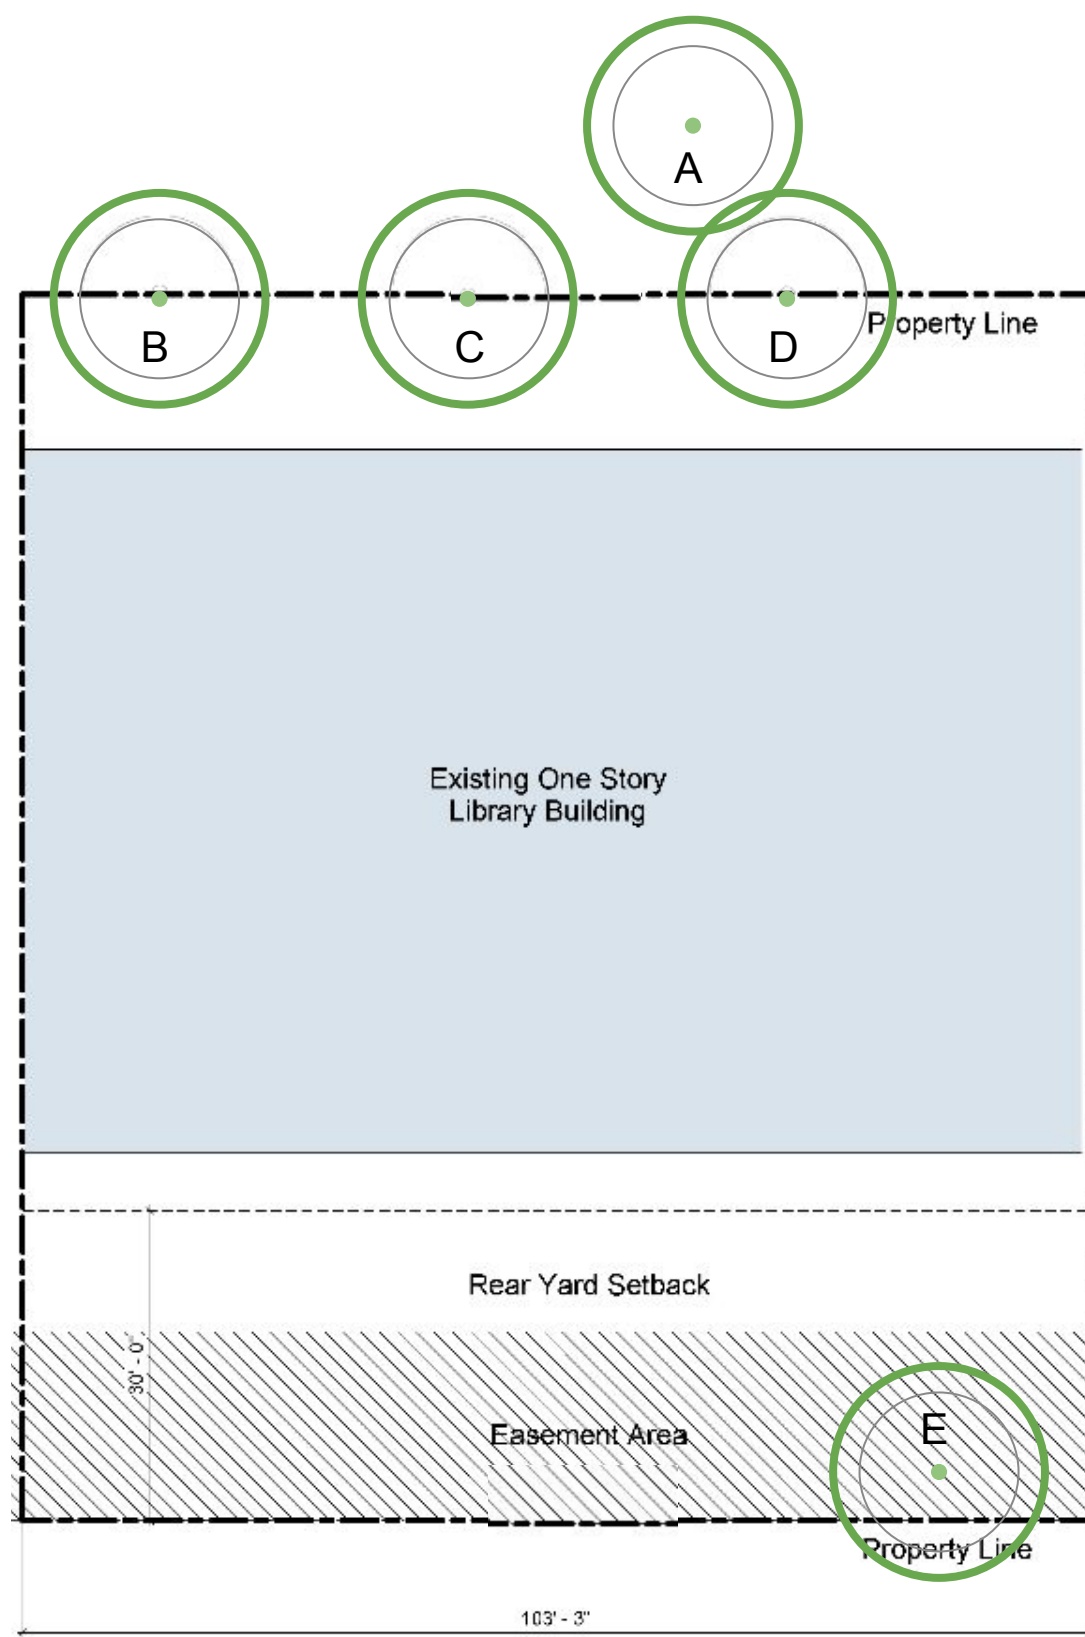 A
B
C
D
Property Line
Existing One Story
Library Building
Rear Yard Setback
30' - 0"
Easement Area
E
Property Line
103' - 3"